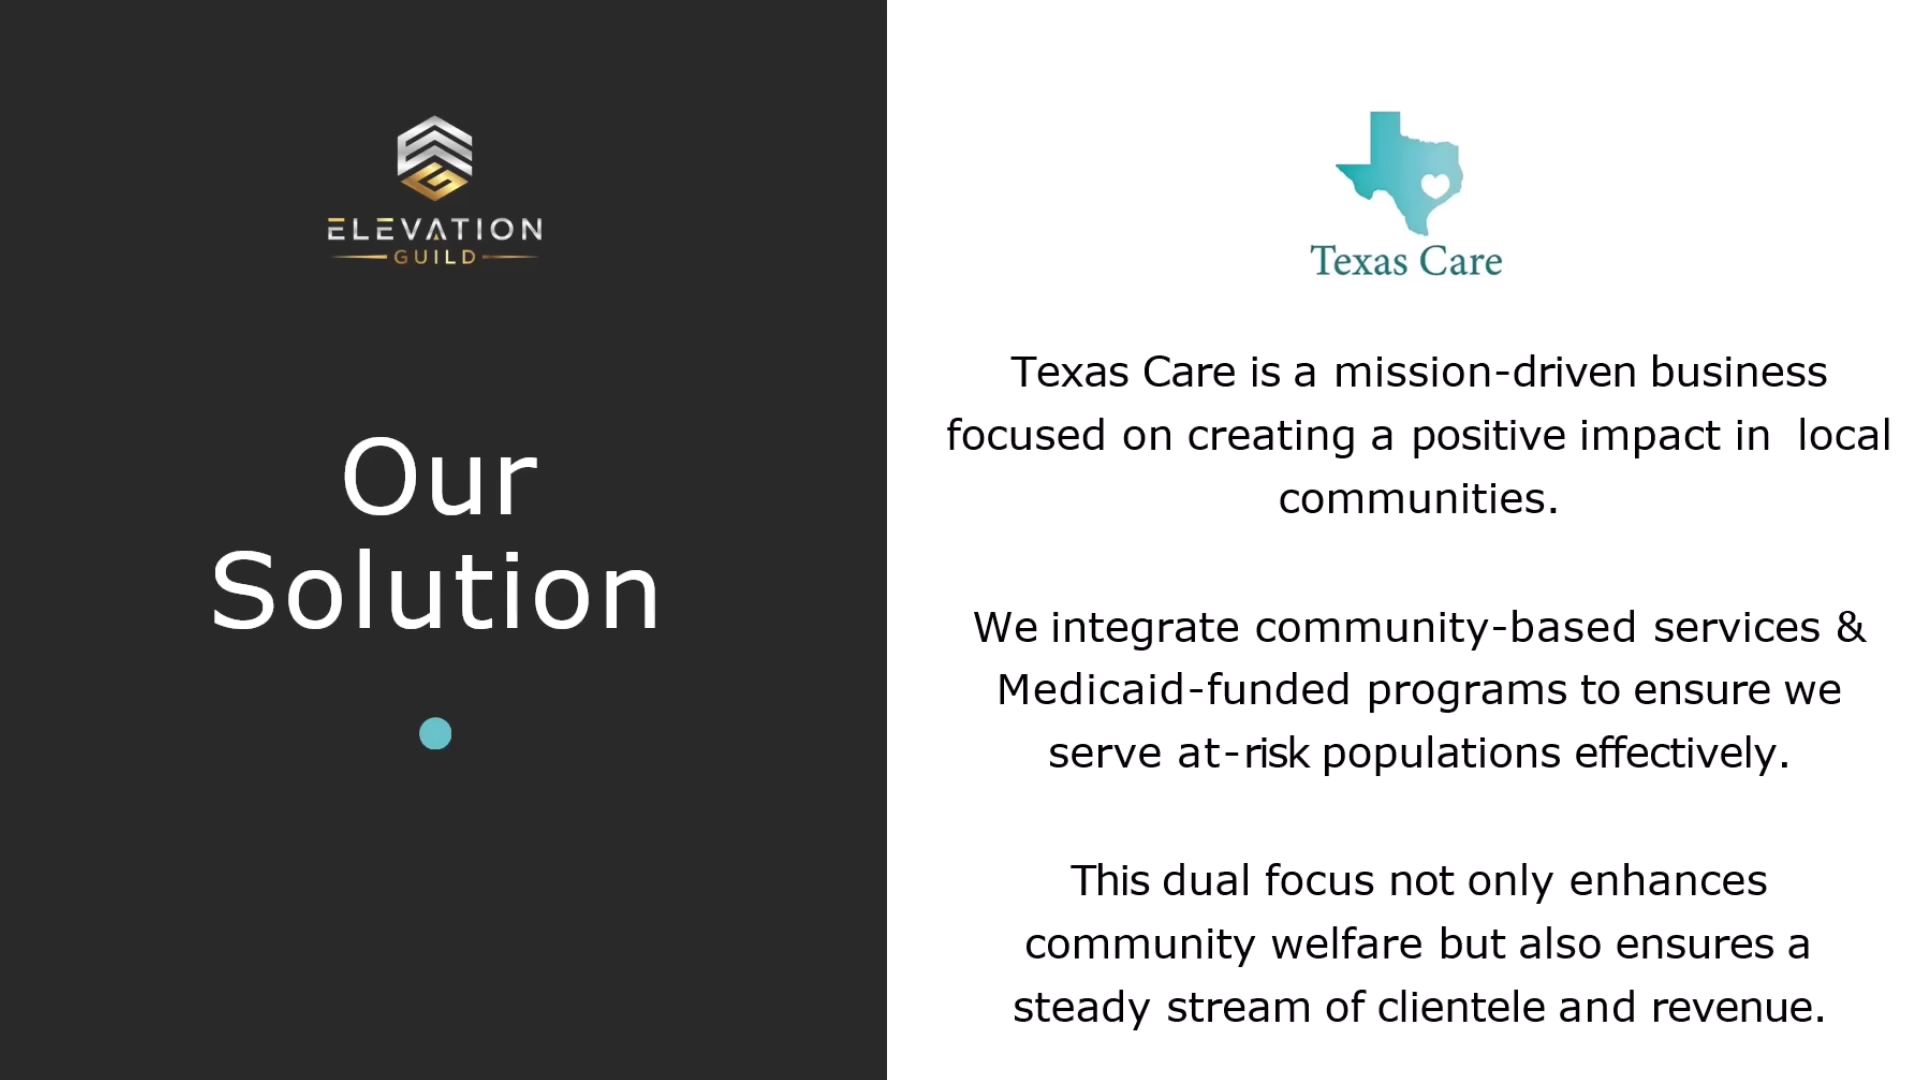 ELEVATION
GUILD
Our
Solution
Texas Care
Texas Care is a mission-driven business
focused on creating a positive impact in local
communities.
We integrate community-based services &
Medicaid-funded programs to ensure we
serve at-risk populations effectively.
This dual focus not only enhances
community welfare but also ensures a
steady stream of clientele and revenue.